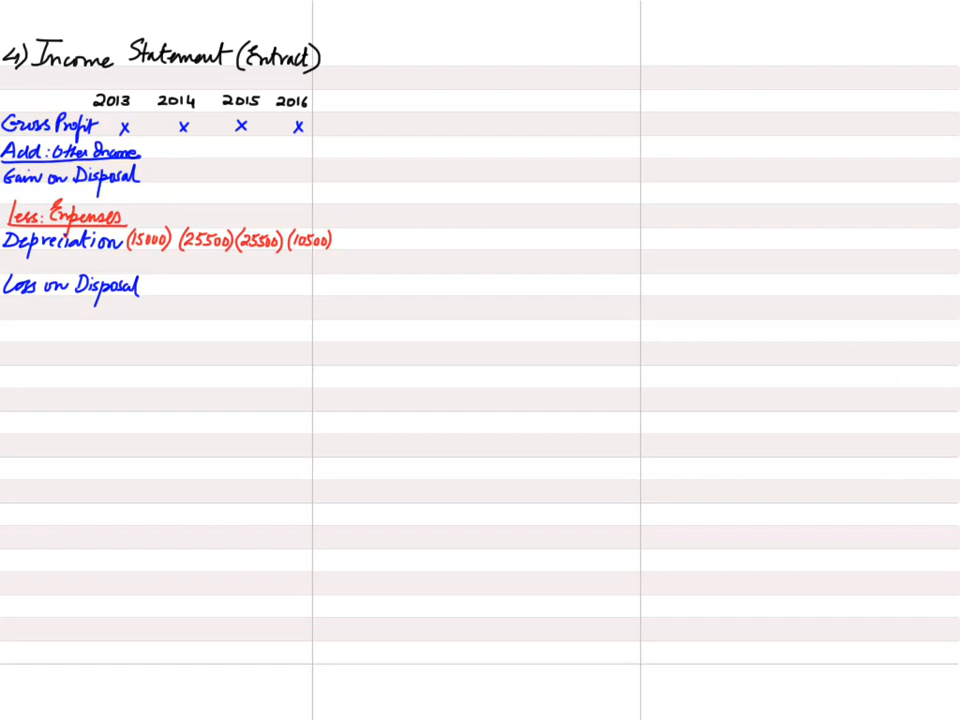 4) Income Statement (Extract)
2013 2014 2015 2016
Gross Profit x x x x
Add: Other Income
Gain on Disposal
Less: Expenses
Depreciation (15000) (25500) (25500) (10500)
Loss on Disposal